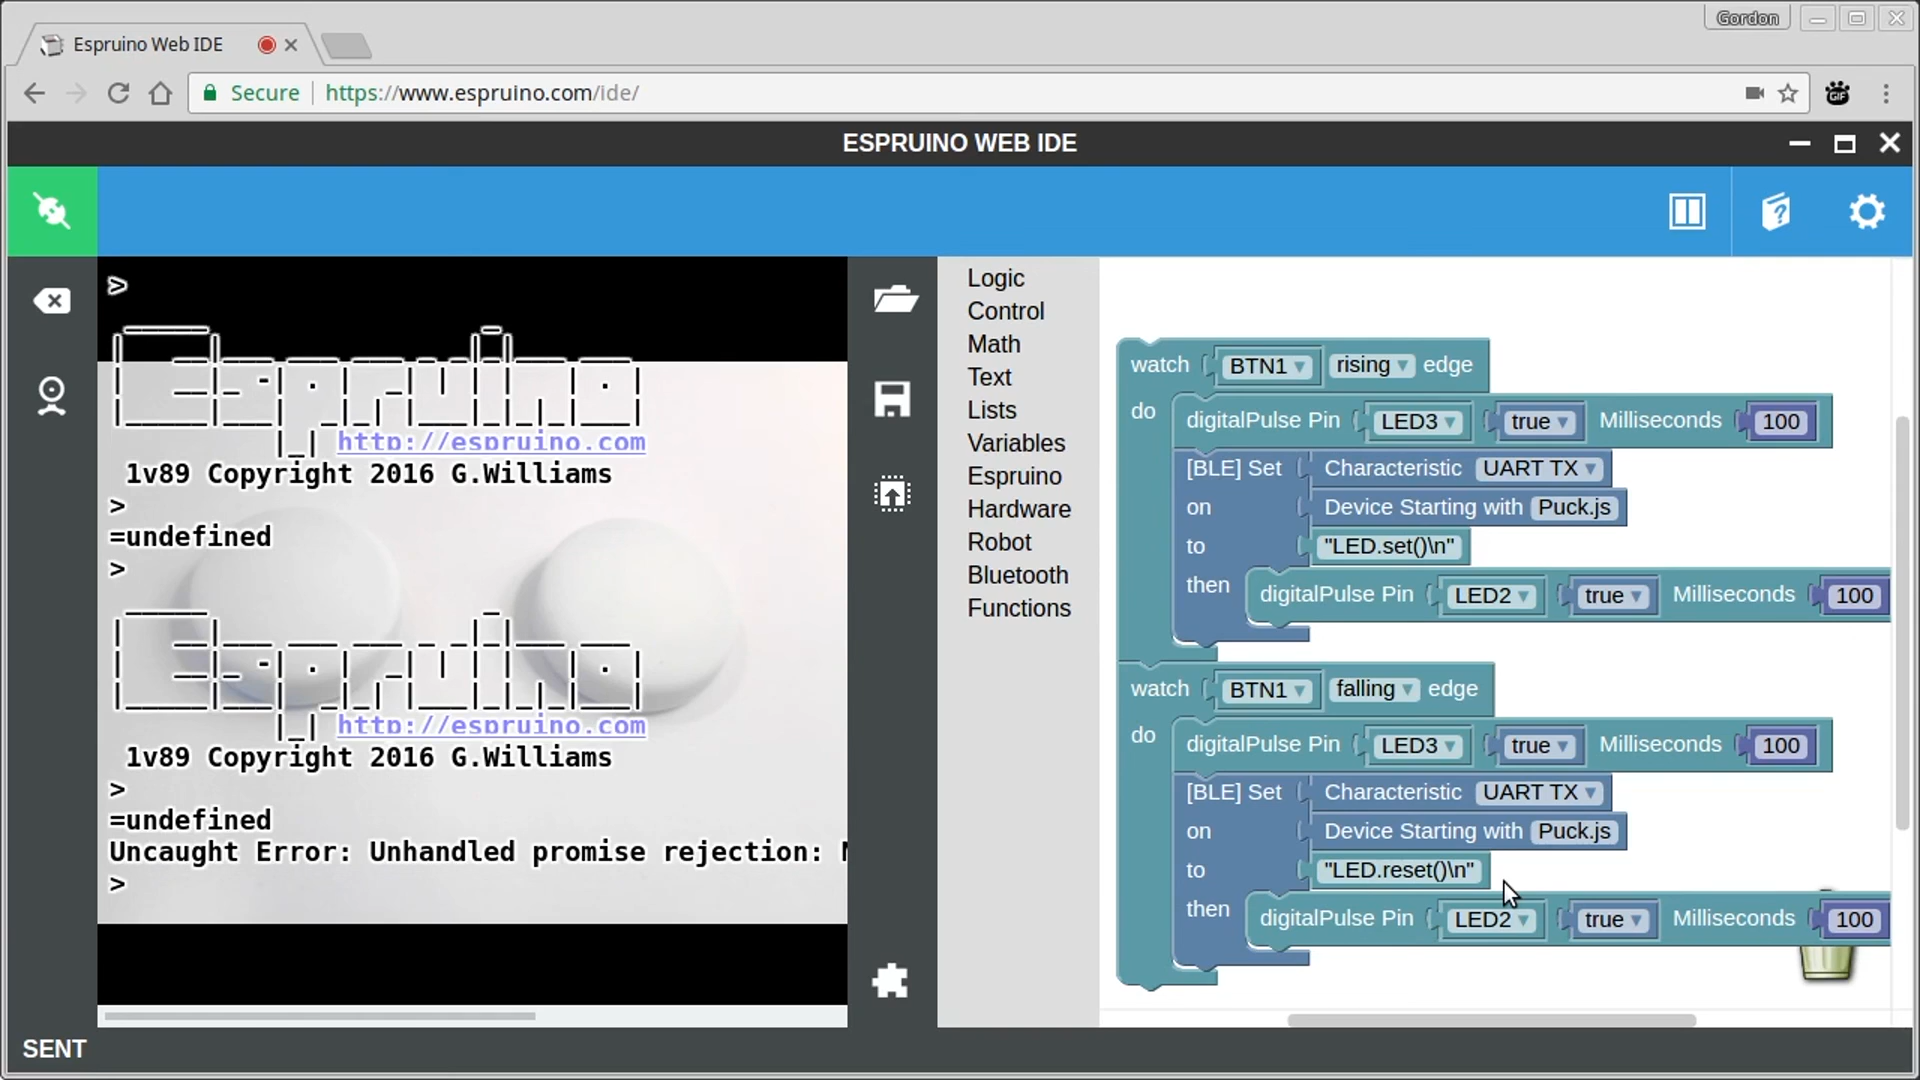 Gordon
Espruino Web IDE
Secure https://www.espruino.com/ide/
GIF
ESPRUINO WEB IDE
>
http://espruino.com
1v89 Copyright 2016 G.Williams
>
=undefined
>
http://espruino.com
1v89 Copyright 2016 G.Williams
>
=undefined
Uncaught Error: Unhandled promise rejection:
>
Logic
Control
Math
Text
Lists
Variables
Espruino
Hardware
Robot
Bluetooth
Functions
watch BTN1 rising edge
do digitalPulse Pin LED3 true Milliseconds 100
[BLE] Set Characteristic UART TX
on Device Starting with Puck.js
to "LED.set()\n"
then digitalPulse Pin LED2 true Milliseconds 100
watch BTN1 falling edge
do digitalPulse Pin LED3 true Milliseconds 100
[BLE] Set Characteristic UART TX
on Device Starting with Puck.js
to "LED.reset()\n"
then digitalPulse Pin LED2 true Milliseconds 100
SENT